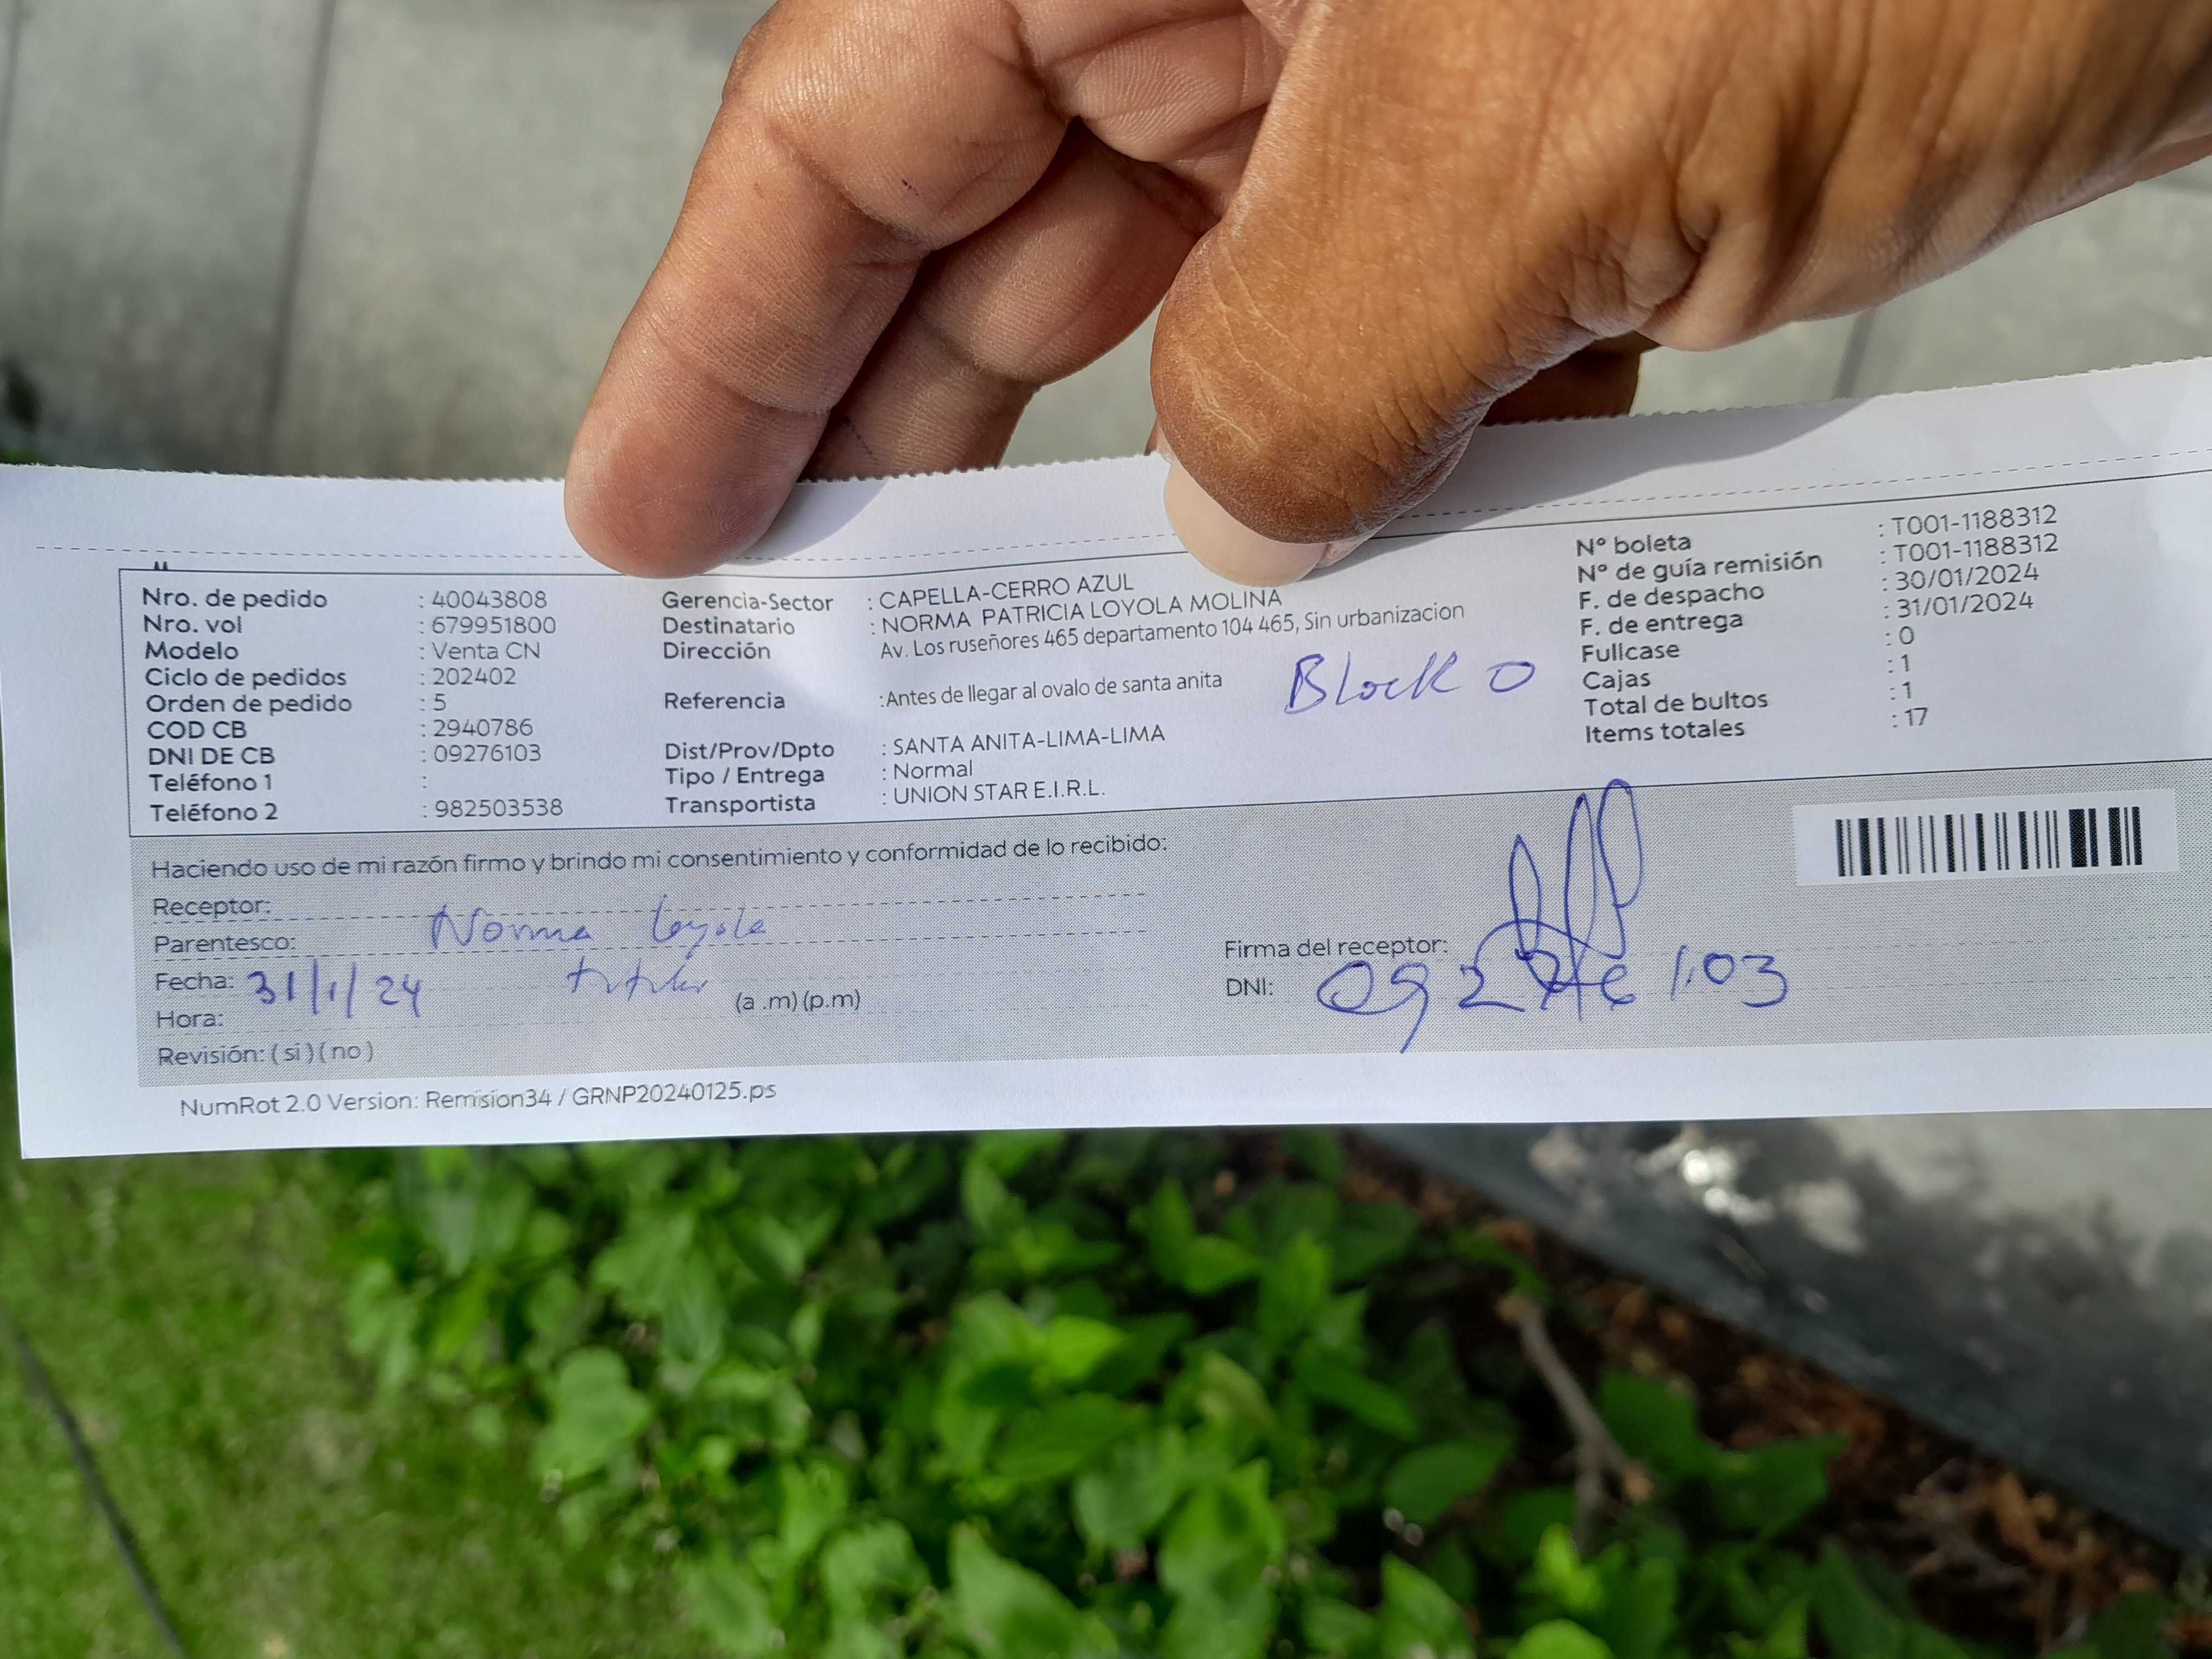 Nro. de pedido : 40043808
Nro. vol : 679951800
Modelo : Venta CN
Ciclo de pedidos : 202402
Orden de pedido : 5
COD CB : 2940786
DNI DE CB : 09276103
Teléfono 1 :
Teléfono 2 : 982503538
Gerencia-Sector : CAPELLA-CERRO AZUL
Destinatario : NORMA PATRICIA LOYOLA MOLINA
Dirección Av. Los ruseñores 465 departamento 104 465, Sin urbanizacion
Referencia :Antes de llegar al ovalo de santa anita
Block O
Dist/Prov/Dpto : SANTA ANITA-LIMA-LIMA
Tipo / Entrega : Normal
Transportista : UNION STAR E.I.R.L.
N° boleta : T001-1188312
N° de guía remisión : T001-1188312
F. de despacho : 30/01/2024
F. de entrega : 31/01/2024
Fullcase : 0
Cajas : 1
Total de bultos : 1
Items totales : 17
Haciendo uso de mi razón firmo y brindo mi consentimiento y conformidad de lo recibido:
Receptor:
Parentesco: Norma Loyola
Fecha: 31/1/24 titular
Hora: (a .m) (p.m)
Revisión: ( si ) ( no )
Firma del receptor:
DNI: 09276103
NumRot 2.0 Version: Remision34 / GRNP20240125.ps